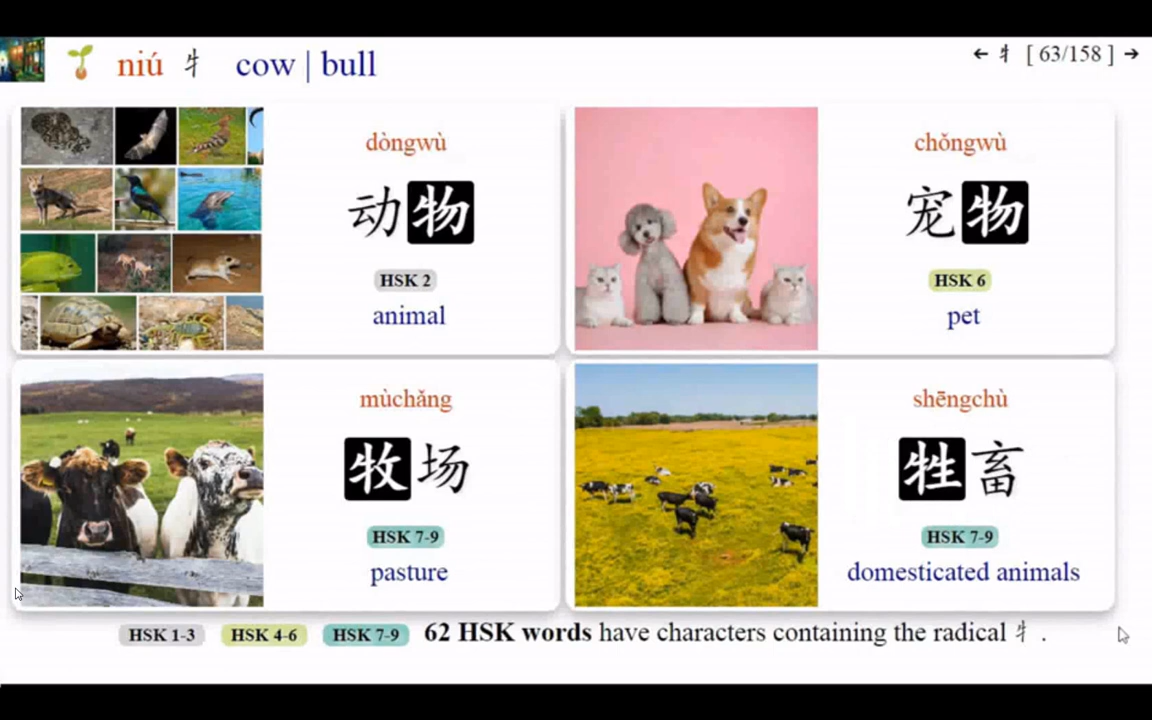 niú 牜 cow | bull
← 牜 [ 63/158 ] →
dòngwù
动物
HSK 2
animal
chǒngwù
宠物
HSK 6
pet
mùchǎng
牧场
HSK 7-9
pasture
shēngchù
牲畜
HSK 7-9
domesticated animals
HSK 1-3 HSK 4-6 HSK 7-9 62 HSK words have characters containing the radical 牜 .